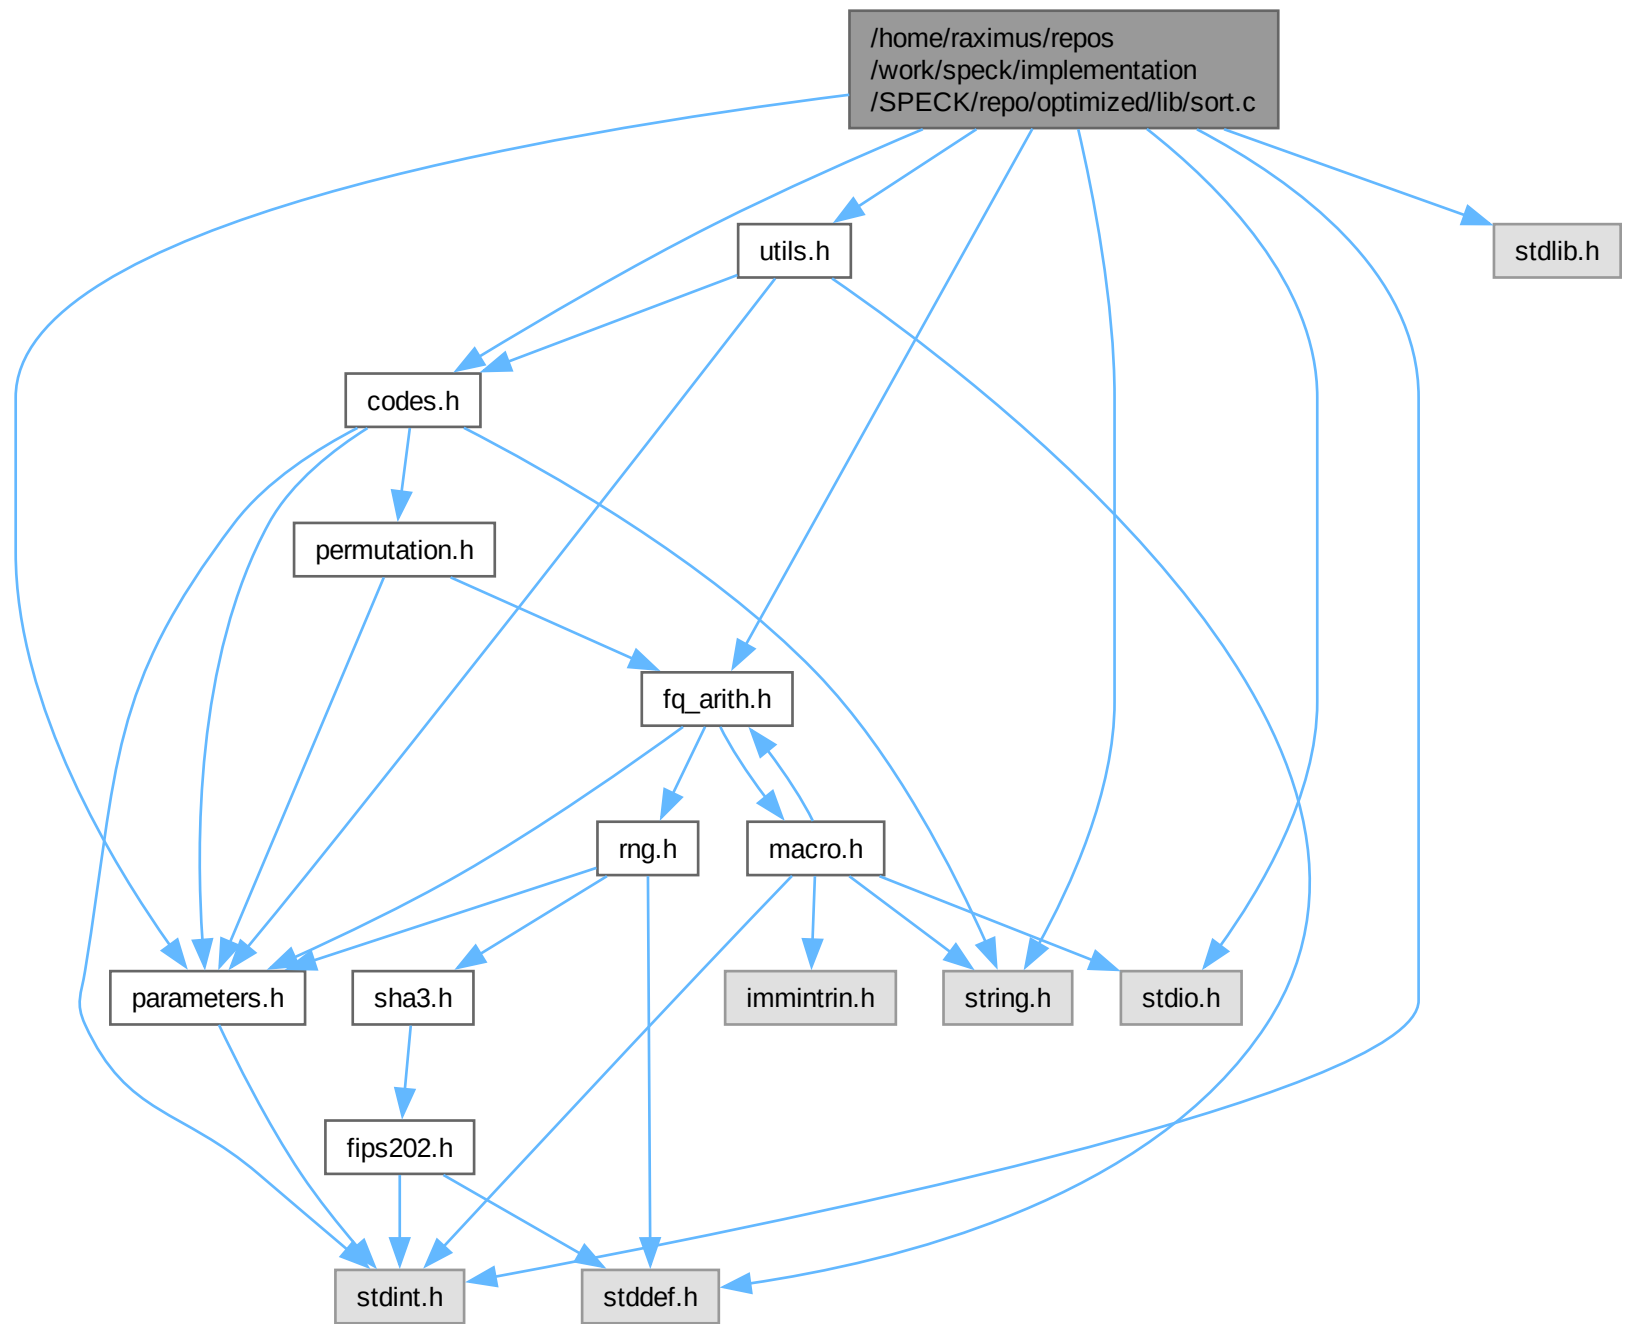 /home/raximus/repos
/work/speck/implementation
/SPECK/repo/optimized/lib/sort.c
utils.h
stdlib.h
codes.h
permutation.h
fq_arith.h
rng.h
macro.h
parameters.h
sha3.h
immintrin.h
string.h
stdio.h
fips202.h
stdint.h
stddef.h